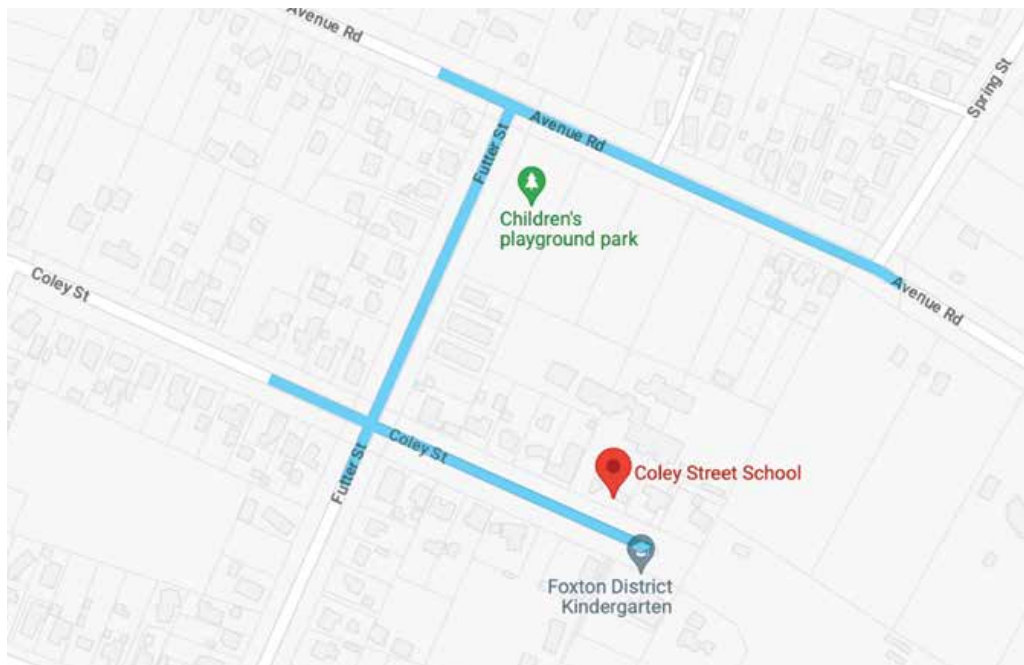 Avenue Rd
Spring St
Avenue Rd
Futter St
Children's
playground park
Coley St
Avenue Rd
Coley St
Futter St
Coley Street School
Foxton District
Kindergarten